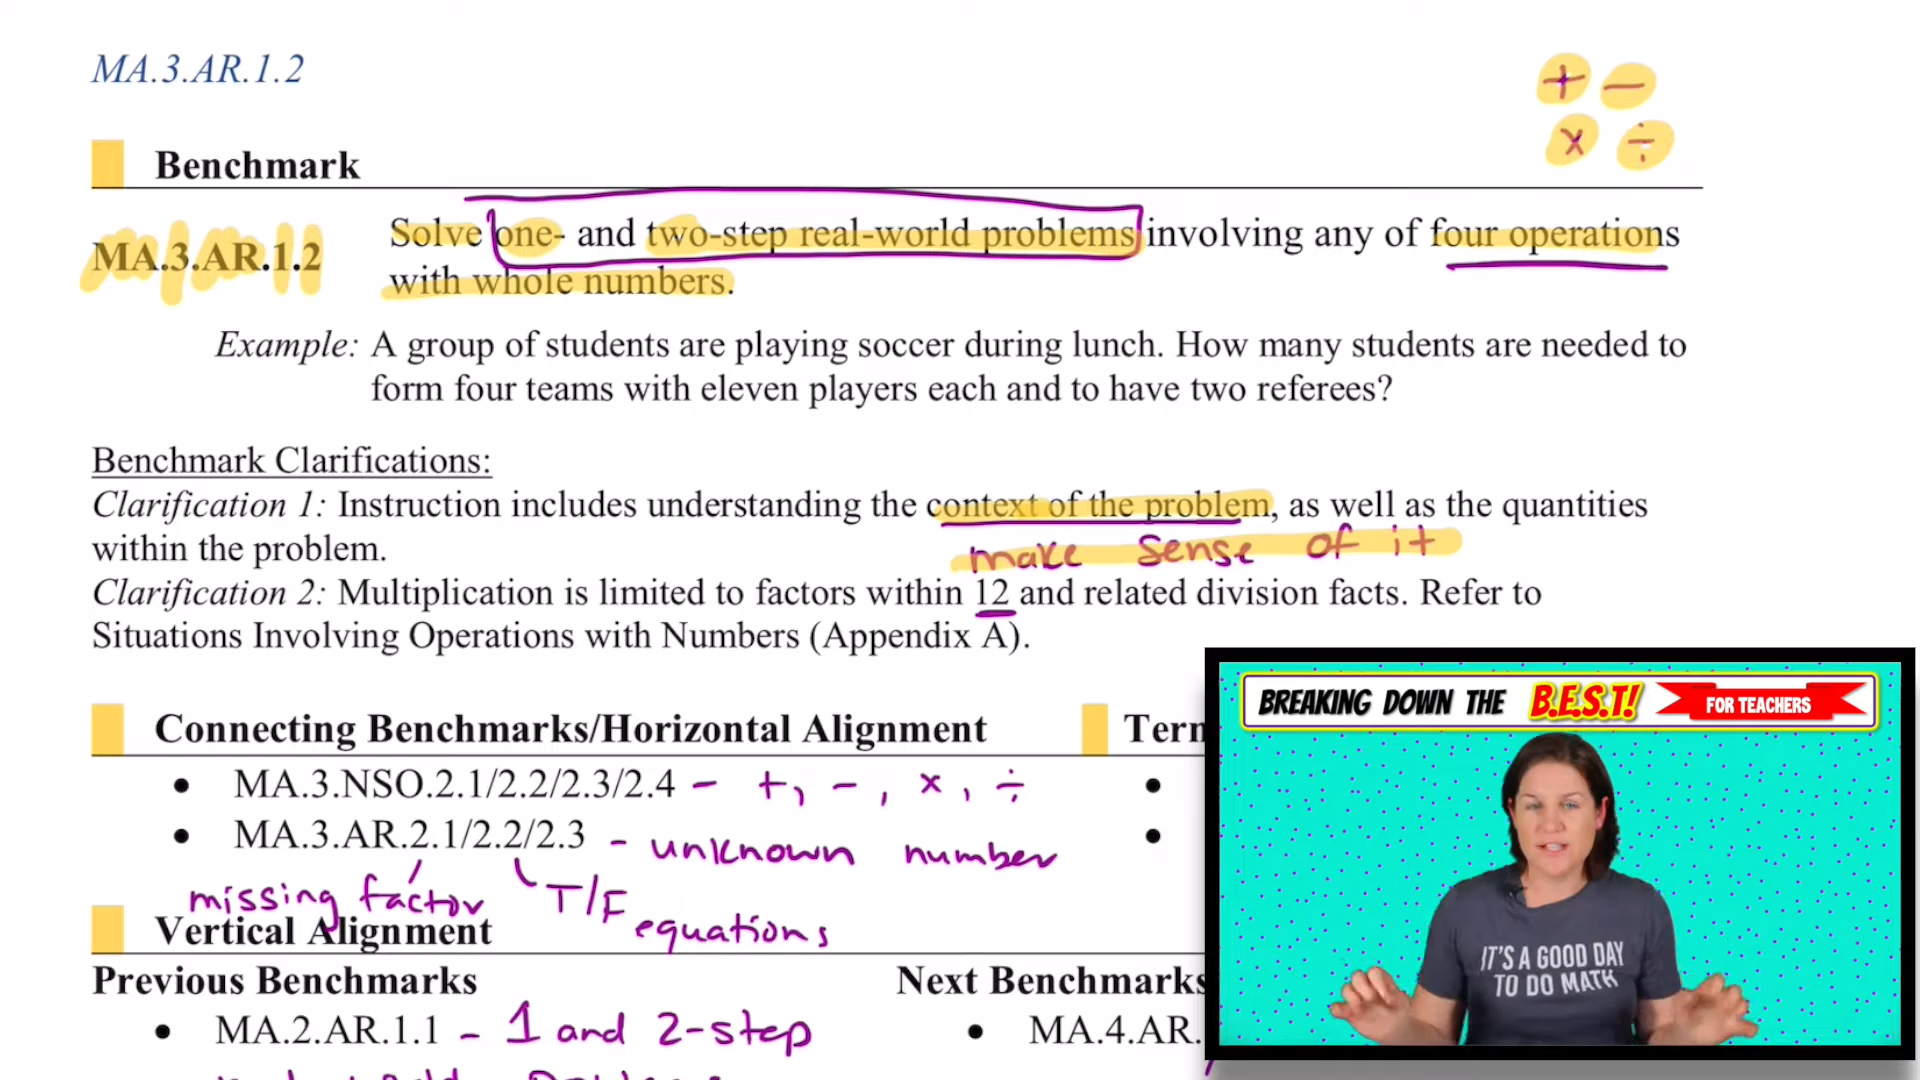 MA.3.AR.1.2
+ −
x ÷
Benchmark
MA.3.AR.1.2
Solve one- and two-step real-world problems involving any of four operations
with whole numbers.
Example: A group of students are playing soccer during lunch. How many students are needed to
form four teams with eleven players each and to have two referees?
Benchmark Clarifications:
Clarification 1: Instruction includes understanding the context of the problem, as well as the quantities
within the problem.
make sense of it
Clarification 2: Multiplication is limited to factors within 12 and related division facts. Refer to
Situations Involving Operations with Numbers (Appendix A).
Connecting Benchmarks/Horizontal Alignment
MA.3.NSO.2.1/2.2/2.3/2.4 - +, -, x, ÷
MA.3.AR.2.1/2.2/2.3 - unknown number
missing factor T/F equations
Vertical Alignment
Previous Benchmarks
MA.2.AR.1.1 - 1 and 2-step
Next Benchmarks
MA.4.AR.
BREAKING DOWN THE B.E.S.T! FOR TEACHERS
IT'S A GOOD DAY
TO DO MATH